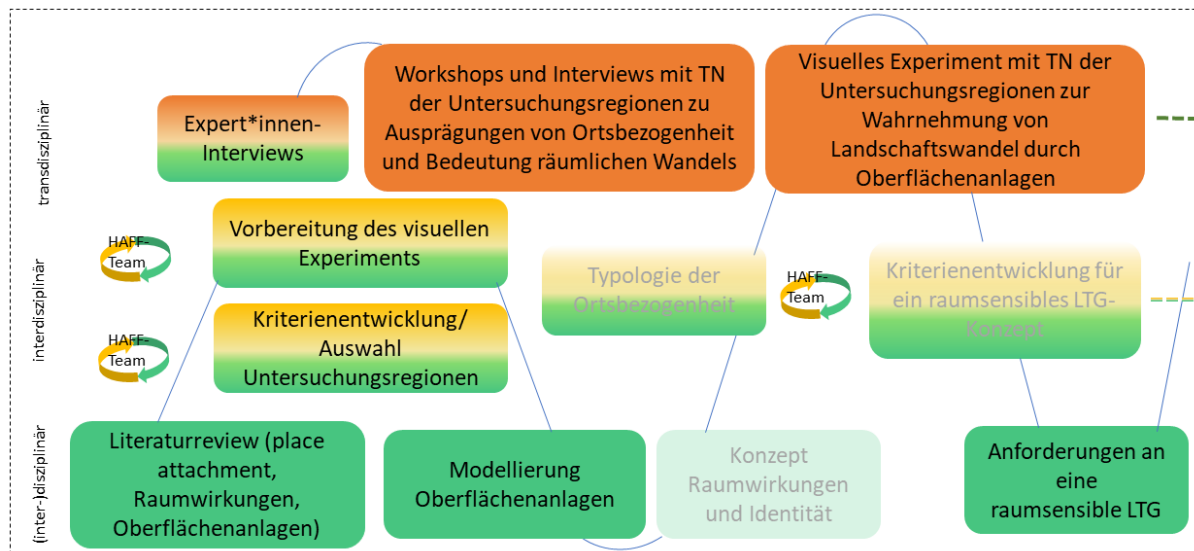 transdisziplinär
Expert*innen-
Interviews
Workshops und Interviews mit TN
der Untersuchungsregionen zu
Ausprägungen von Ortsbezogenheit
und Bedeutung räumlichen Wandels
Visuelles Experiment mit TN der
Untersuchungsregionen zur
Wahrnehmung von
Landschaftswandel durch
Oberflächenanlagen
interdisziplinär
HAFF-
Team
Vorbereitung des visuellen
Experiments
HAFF-
Team
Kriterienentwicklung/
Auswahl
Untersuchungsregionen
Typologie der
Ortsbezogenheit
HAFF-
Team
Kriterienentwicklung für
ein raumsensibles LTG-
Konzept
(inter-)disziplinär
Literaturreview (place
attachment,
Raumwirkungen,
Oberflächenanlagen)
Modellierung
Oberflächenanlagen
Konzept
Raumwirkungen
und Identität
Anforderungen an
eine
raumsensible LTG